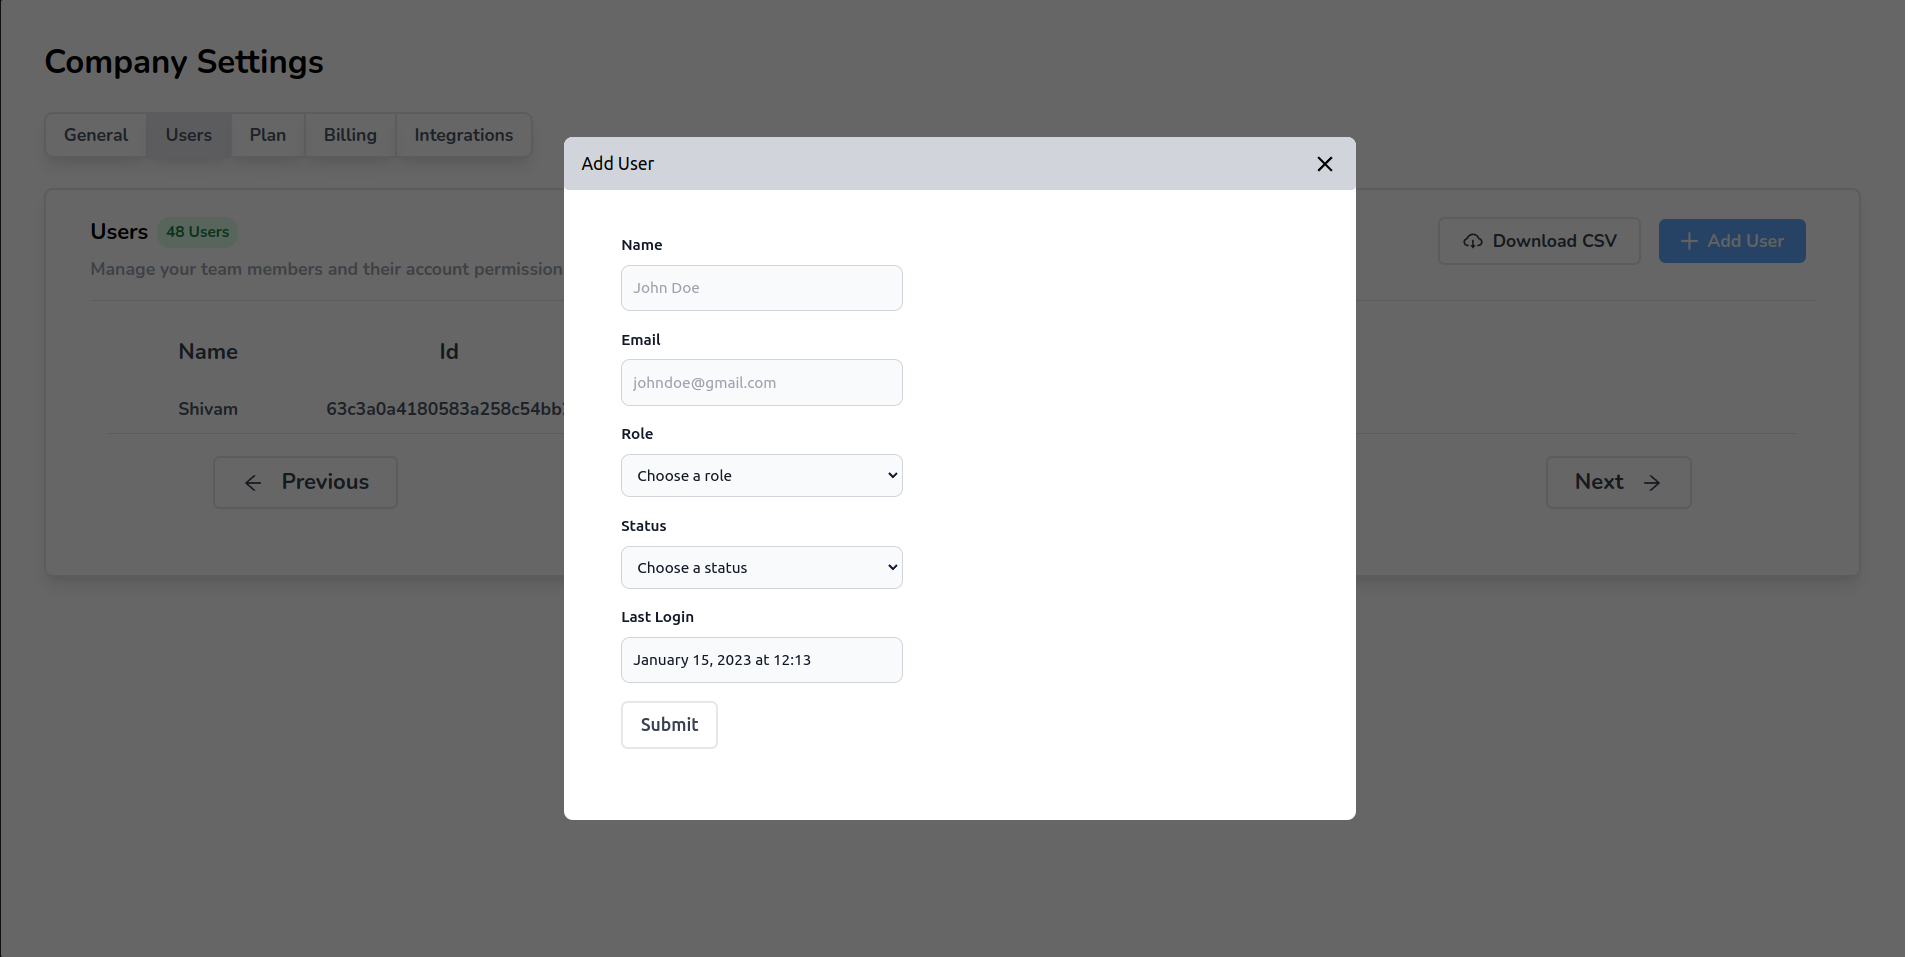 Company Settings
General Users Plan Billing Integrations
Add User
Users 48 Users
Manage your team members and their account permission
Download CSV
Add User
Name Id
Shivam 63c3a0a4180583a258c54bb
Previous
Next
Name
John Doe
Email
johndoe@gmail.com
Role
Choose a role
Status
Choose a status
Last Login
January 15, 2023 at 12:13
Submit